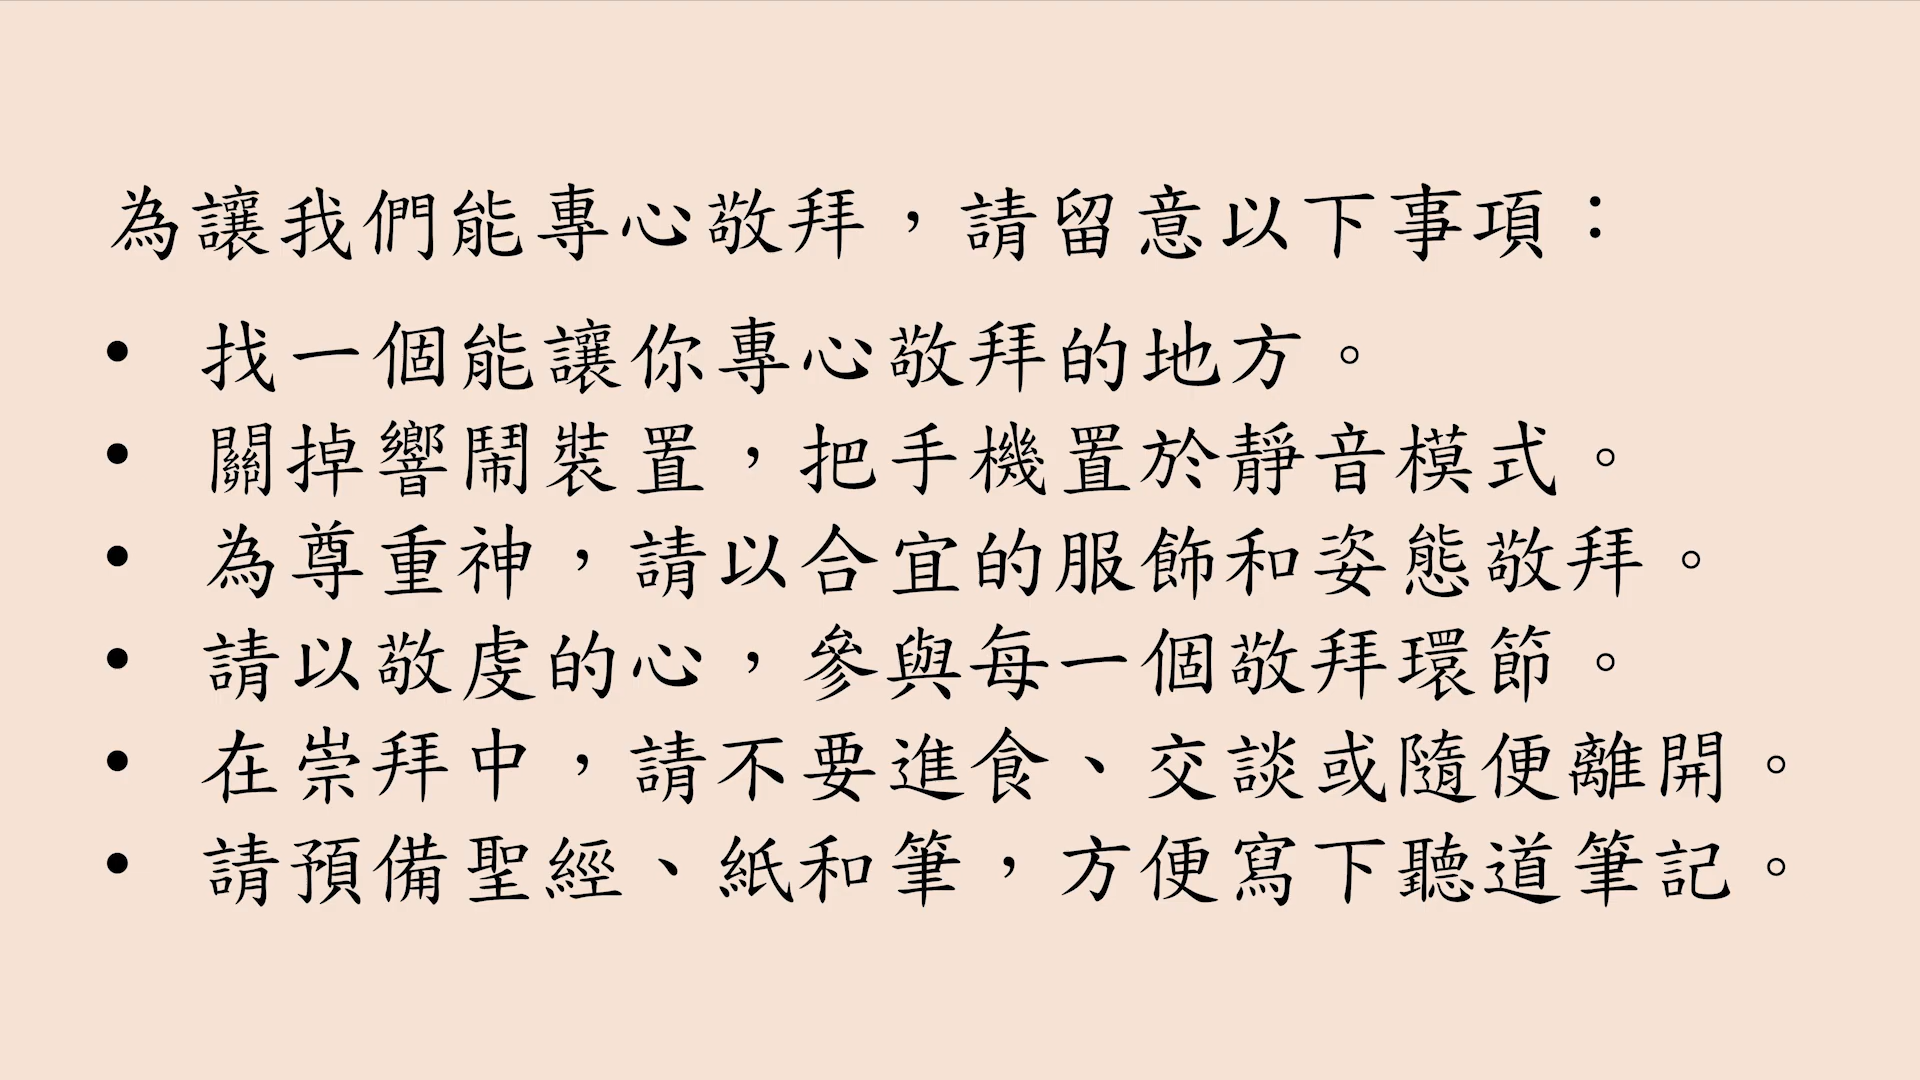 為讓我們能專心敬拜，請留意以下事項：
• 找一個能讓你專心敬拜的地方。
• 關掉響鬧裝置，把手機置於靜音模式。
• 為尊重神，請以合宜的服飾和姿態敬拜。
• 請以敬虔的心，參與每一個敬拜環節。
• 在崇拜中，請不要進食、交談或隨便離開。
• 請預備聖經、紙和筆，方便寫下聽道筆記。